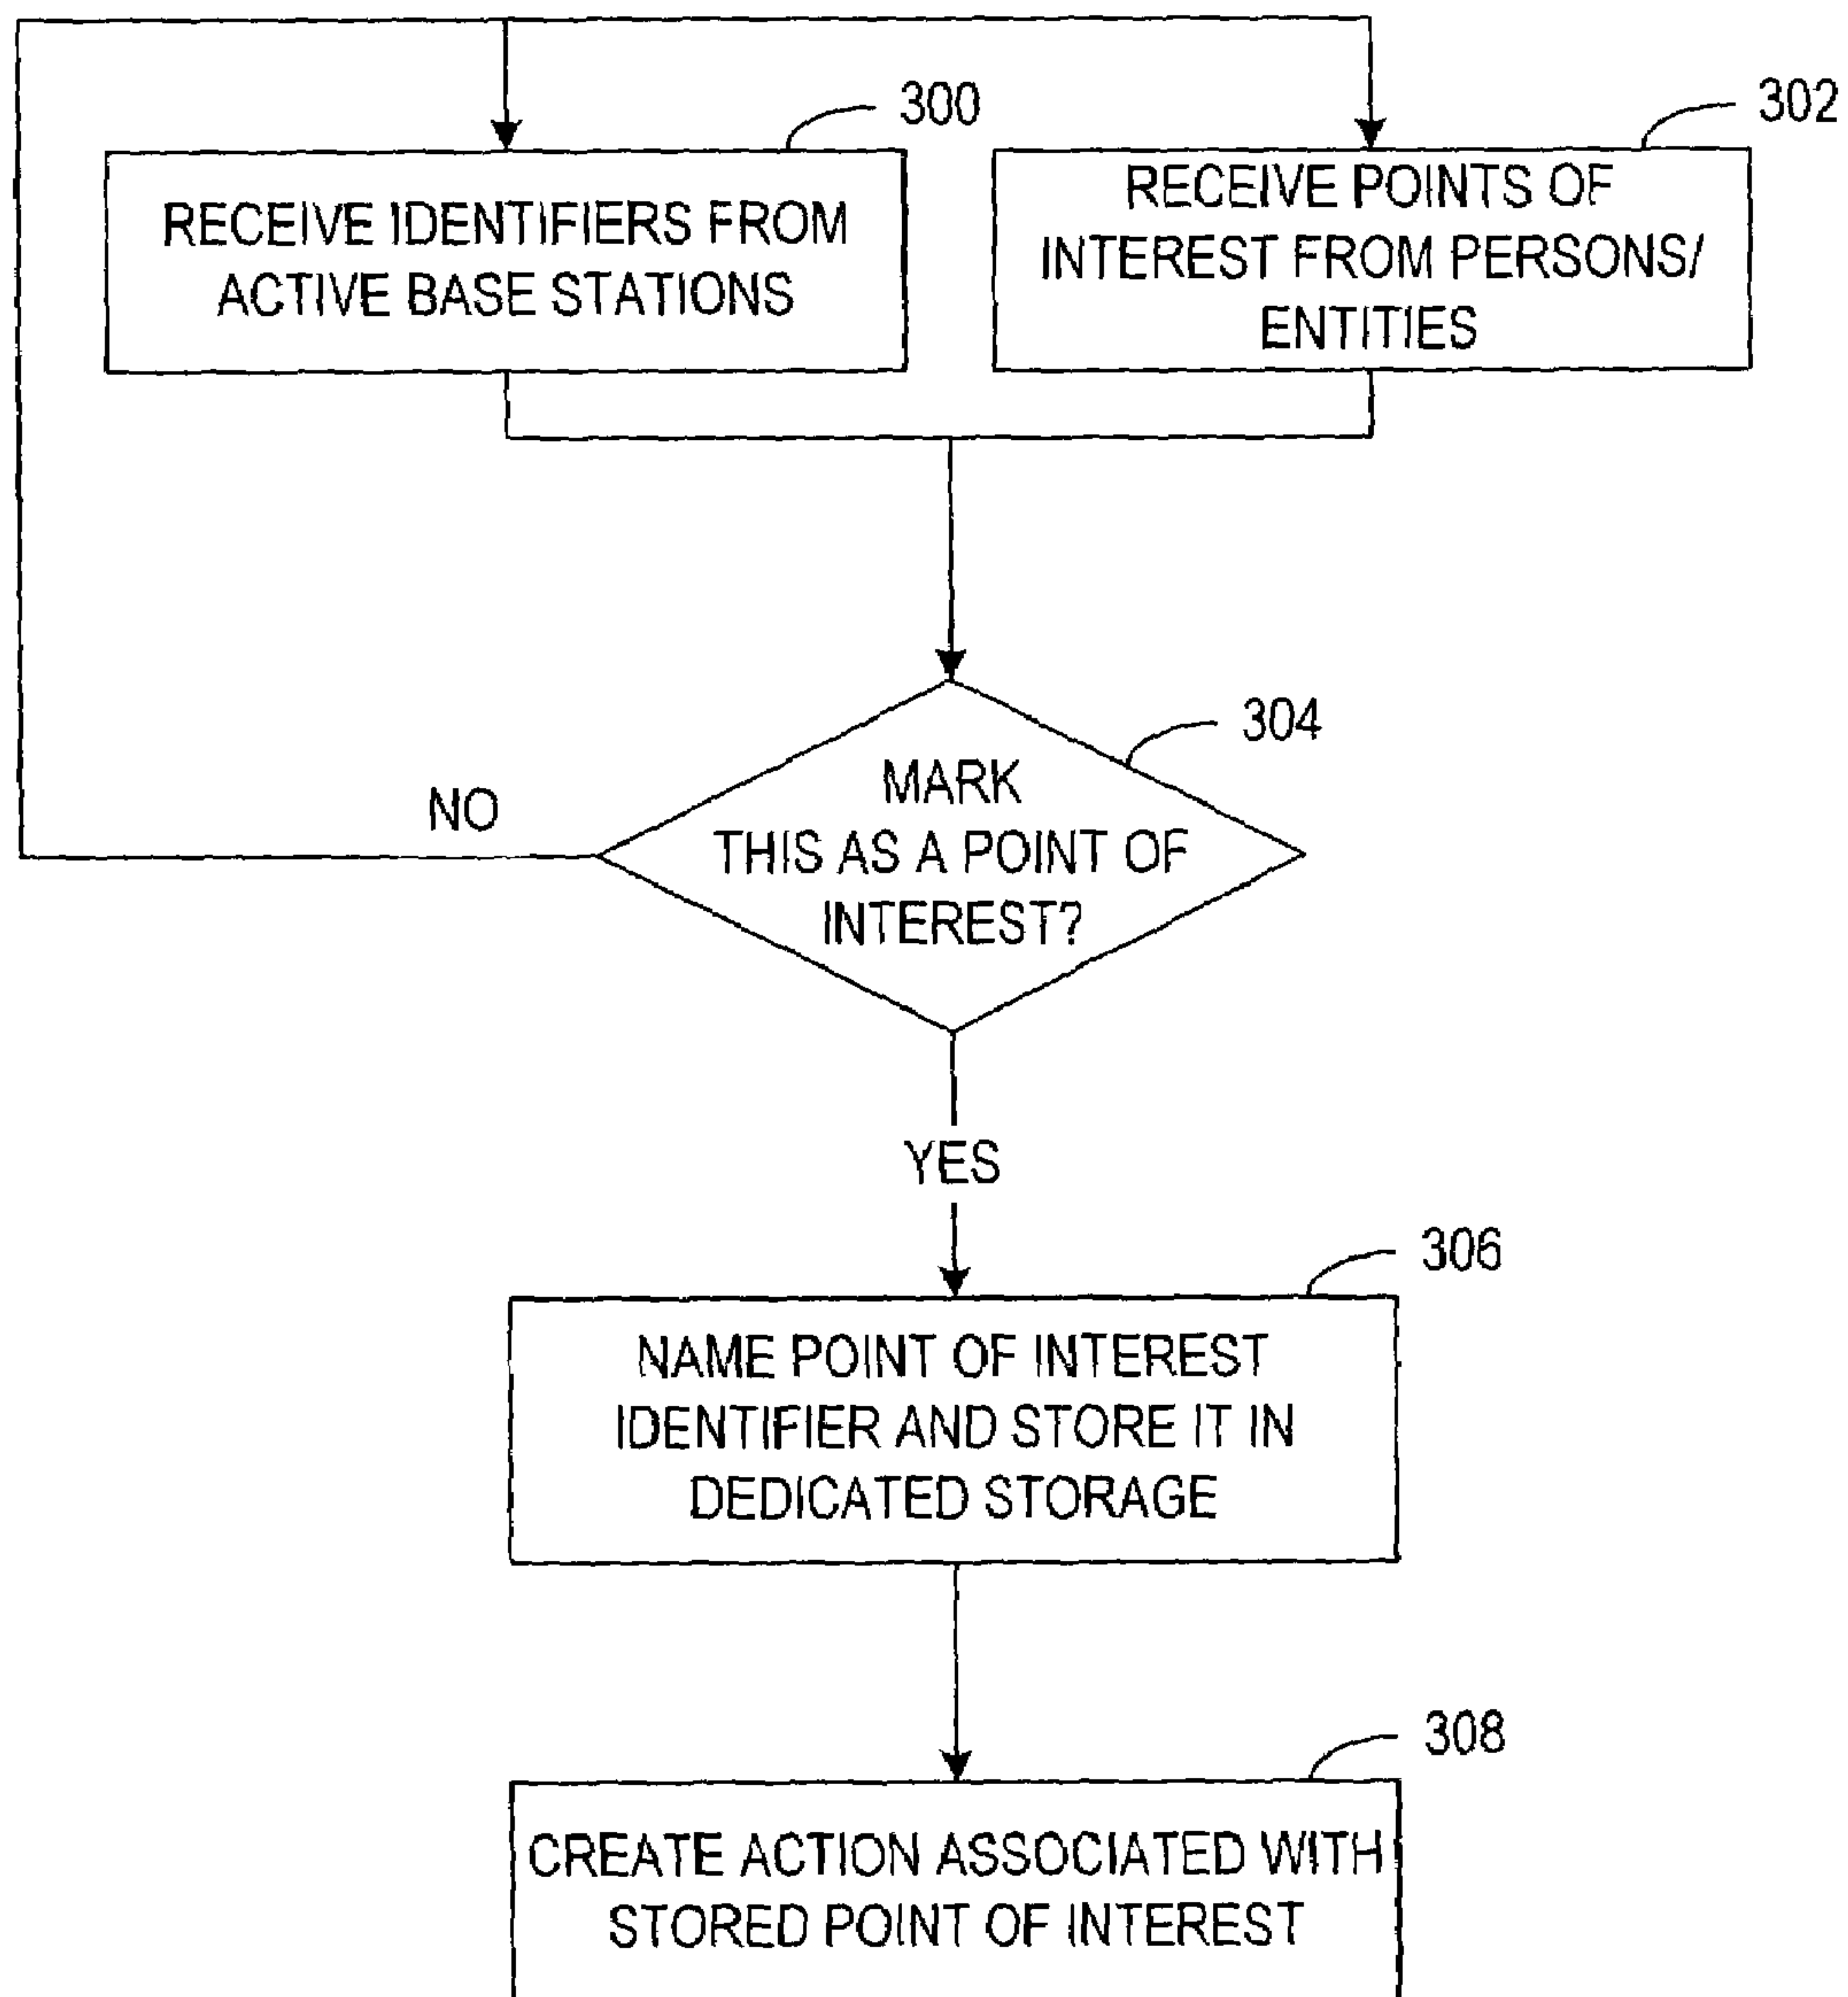 300
RECEIVE IDENTIFIERS FROM
ACTIVE BASE STATIONS
302
RECEIVE POINTS OF
INTEREST FROM PERSONS/
ENTITIES
304
MARK
THIS AS A POINT OF
INTEREST?
NO
YES
306
NAME POINT OF INTEREST
IDENTIFIER AND STORE IT IN
DEDICATED STORAGE
308
CREATE ACTION ASSOCIATED WITH
STORED POINT OF INTEREST